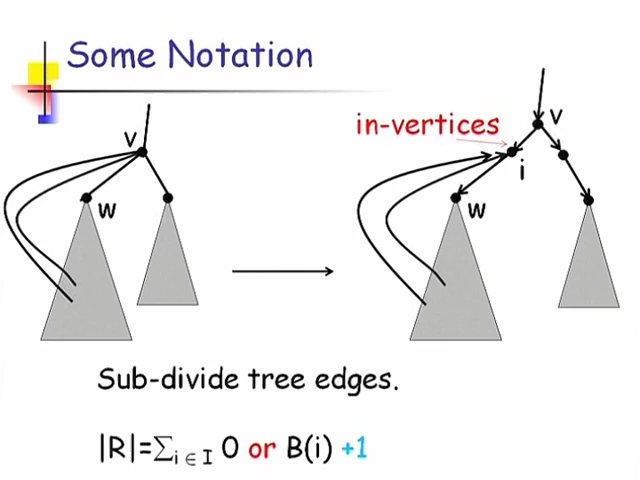 Some Notation
v
w
in-vertices
v
i
w
Sub-divide tree edges.
|R|=∑i ∈ I 0 or B(i) +1